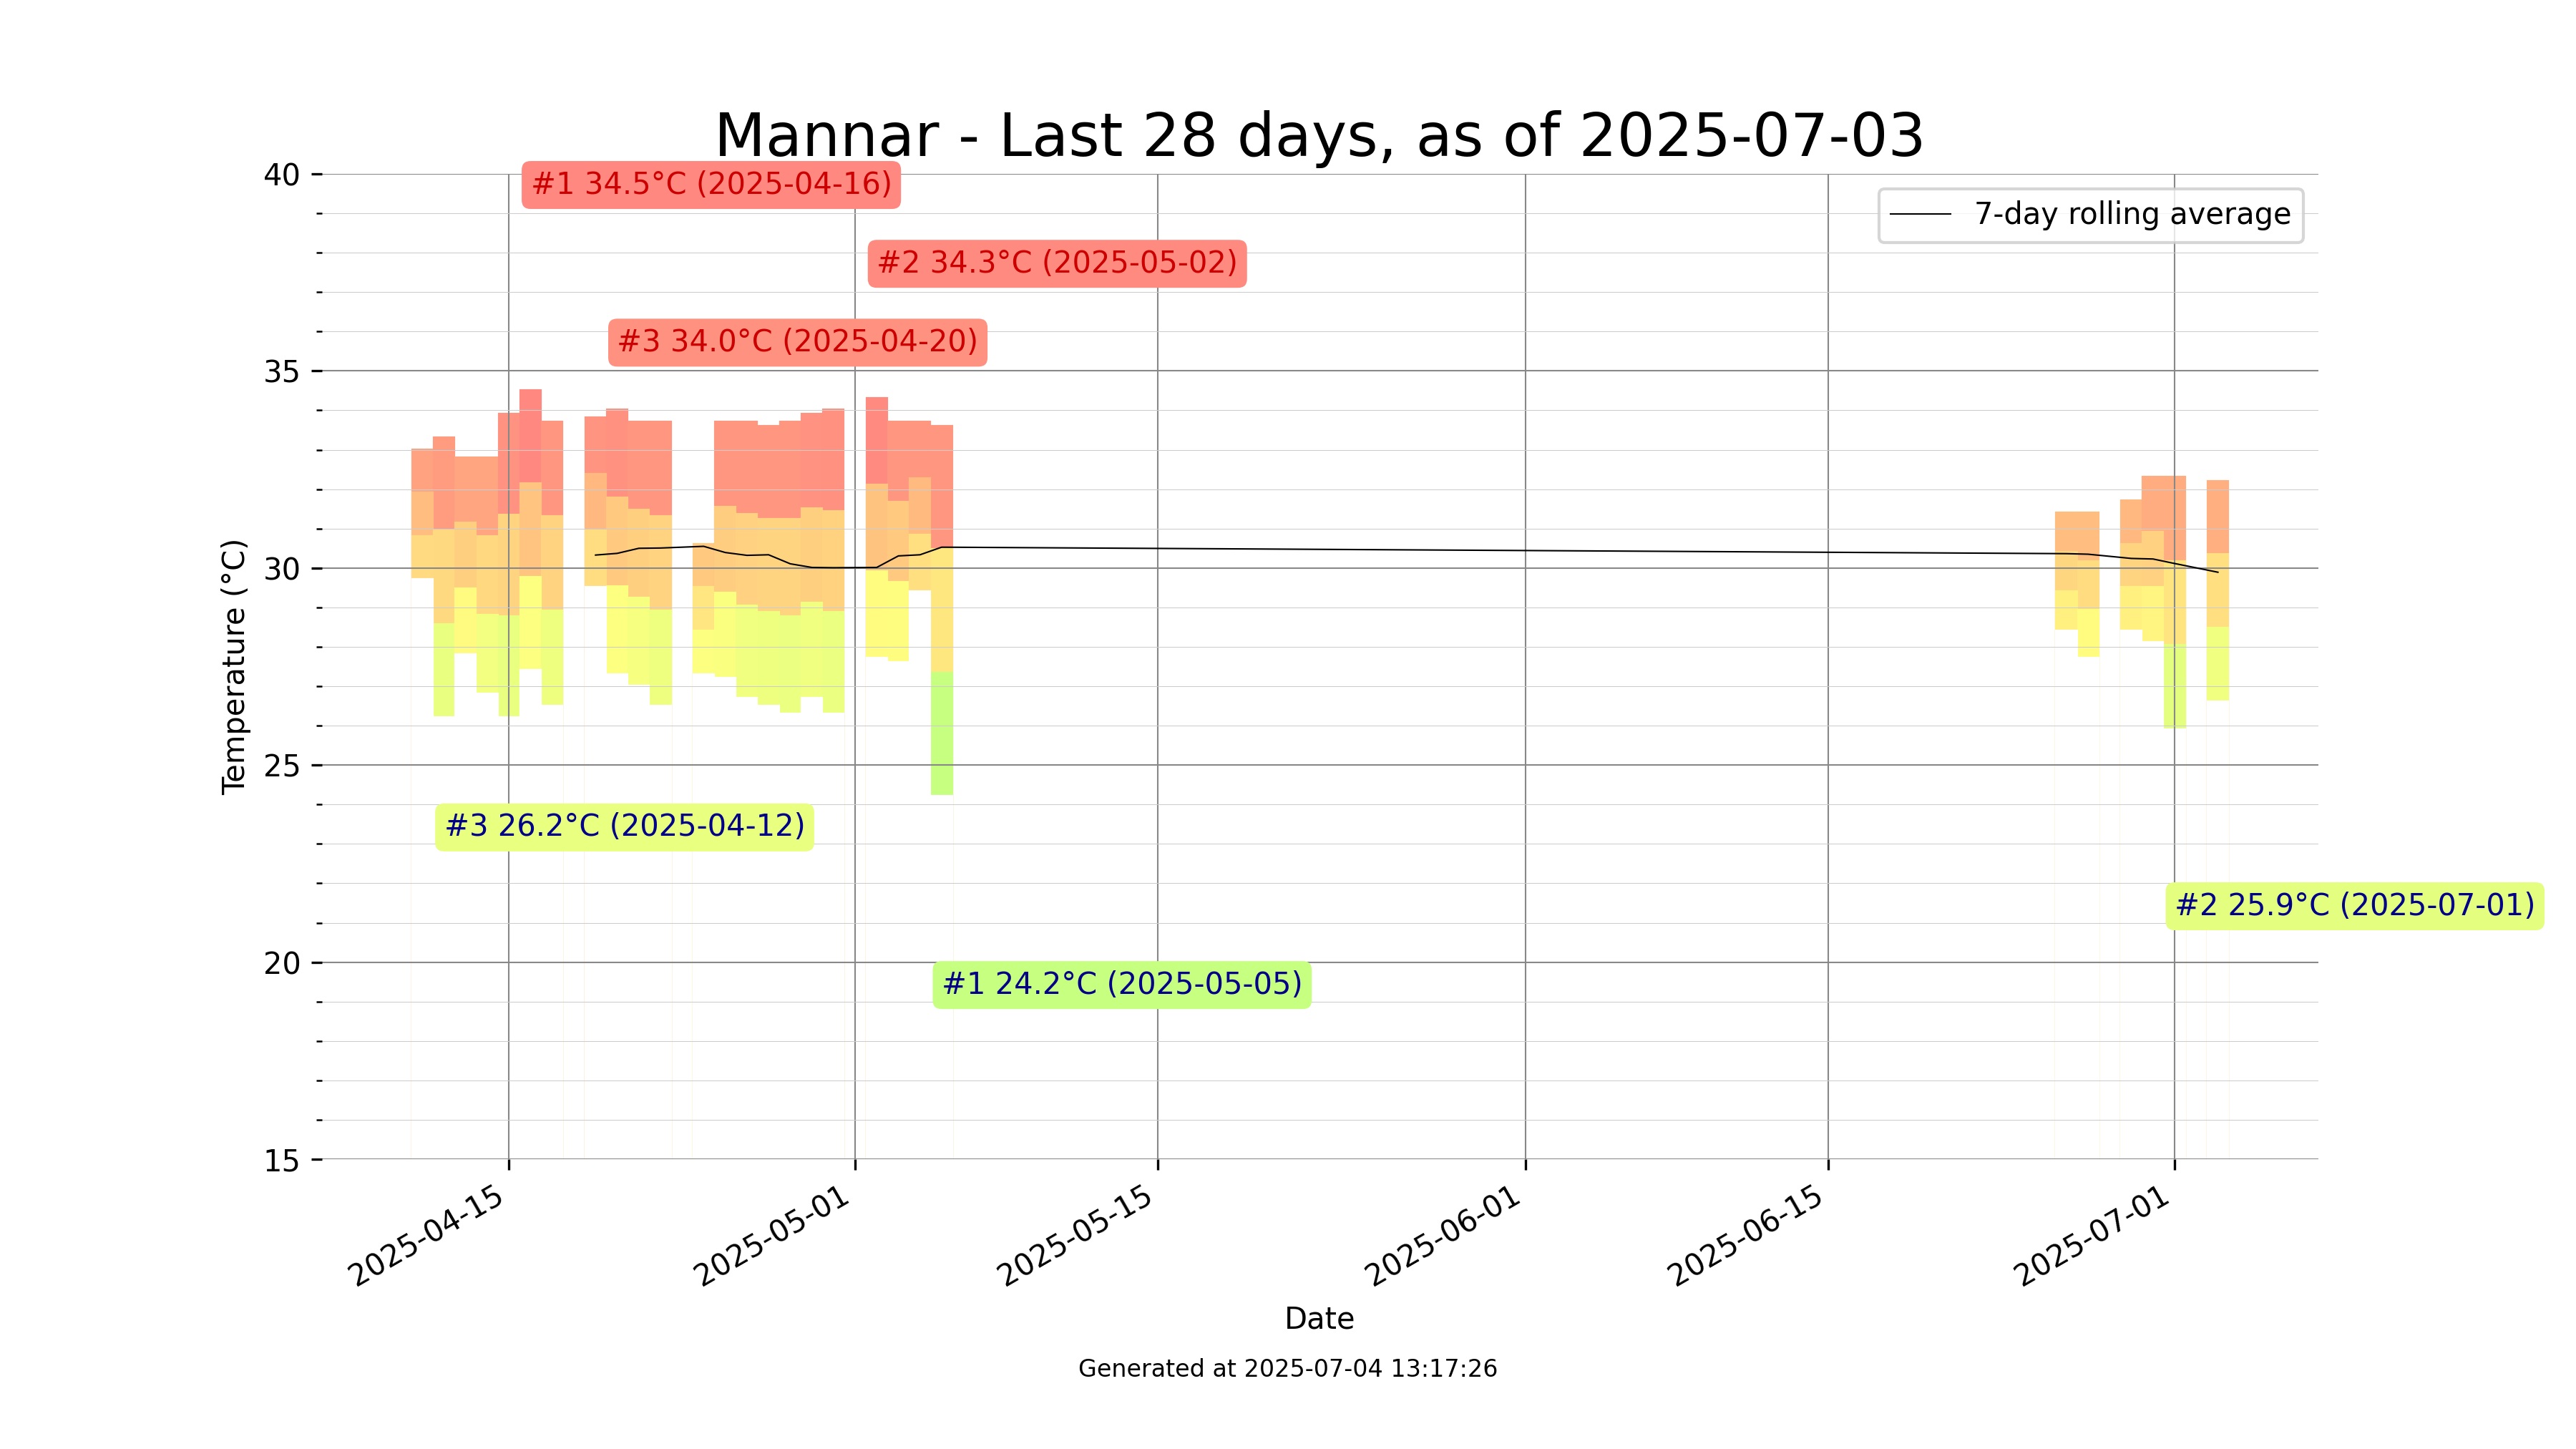 Mannar - Last 28 days, as of 2025-07-03
40
#1 34.5°C (2025-04-16)
7-day rolling average
#2 34.3°C (2025-05-02)
#3 34.0°C (2025-04-20)
35
30
25
Temperature (°C)
#3 26.2°C (2025-04-12)
#2 25.9°C (2025-07-01)
20
#1 24.2°C (2025-05-05)
15
2025-04-15
2025-05-01
2025-05-15
2025-06-01
2025-06-15
2025-07-01
Date
Generated at 2025-07-04 13:17:26